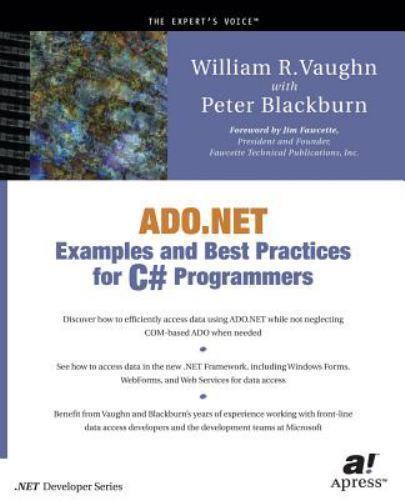 THE EXPERT'S VOICE™
William R. Vaughn
with
Peter Blackburn
Foreword by Jim Fawcette,
President and Founder,
Fawcette Technical Publications, Inc.
ADO.NET
Examples and Best Practices
for C# Programmers
Discover how to efficiently access data using ADO.NET while not neglecting
COM-based ADO when needed
See how to access data in the new .NET Framework, including Windows Forms,
WebForms, and Web Services for data access
Benefit from Vaughn and Blackburn's years of experience working with front-line
data access developers and the development teams at Microsoft
.NET Developer Series
a!
Apress™